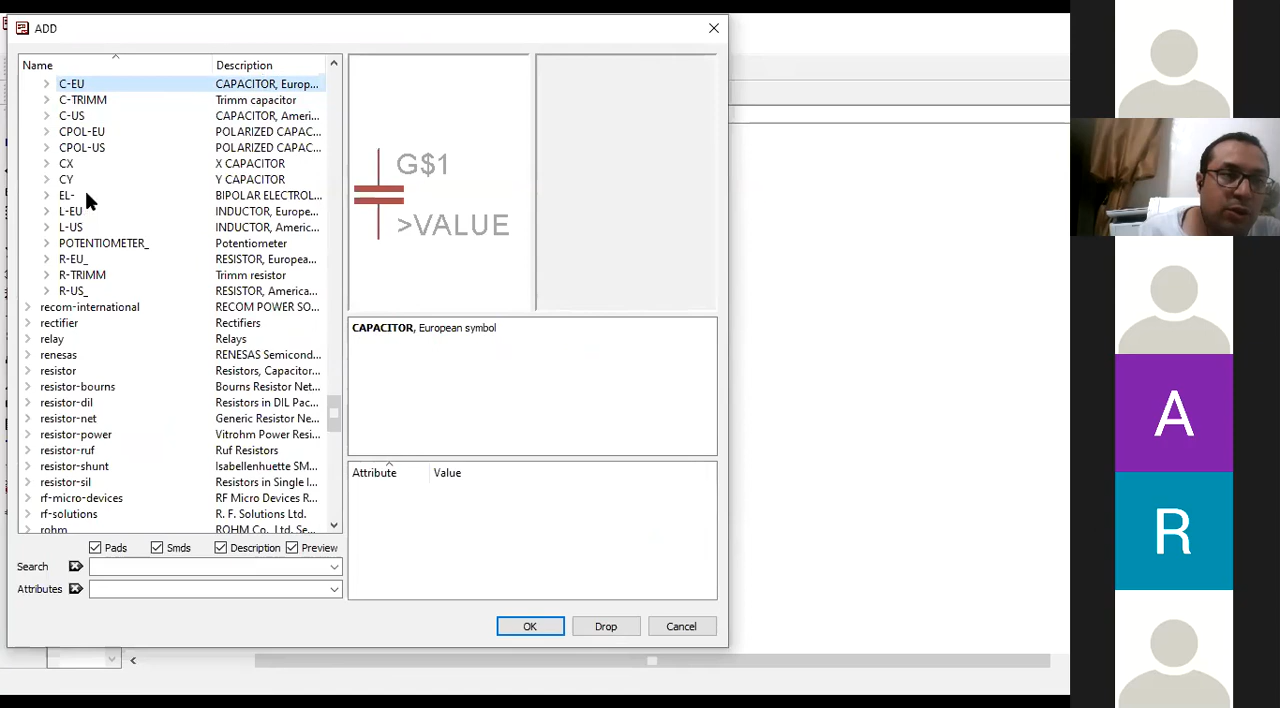 ADD
Name Description
C-EU CAPACITOR, Europ...
C-TRIMM Trimm capacitor
C-US CAPACITOR, Ameri...
CPOL-EU POLARIZED CAPAC...
CPOL-US POLARIZED CAPAC...
CX X CAPACITOR
CY Y CAPACITOR
EL- BIPOLAR ELECTROL...
L-EU INDUCTOR, Europe...
L-US INDUCTOR, Americ...
POTENTIOMETER_ Potentiometer
R-EU_ RESISTOR, Europea...
R-TRIMM Trimm resistor
R-US_ RESISTOR, America...
recom-international RECOM POWER SO...
rectifier Rectifiers
relay Relays
renesas RENESAS Semicond...
resistor Resistors, Capacitor...
resistor-bourns Bourns Resistor Net...
resistor-dil Resistors in DIL Pac...
resistor-net Generic Resistor Ne...
resistor-power Vitrohm Power Resi...
resistor-ruf Ruf Resistors
resistor-shunt Isabellenhuette SM...
resistor-sil Resistors in Single I...
rf-micro-devices RF Micro Devices R...
rf-solutions R. F. Solutions Ltd.
rohm ROHM Co., Ltd. Se...
Pads Smds Description Preview
Search
Attributes
G$1
>VALUE
CAPACITOR, European symbol
Attribute Value
OK Drop Cancel
A
R